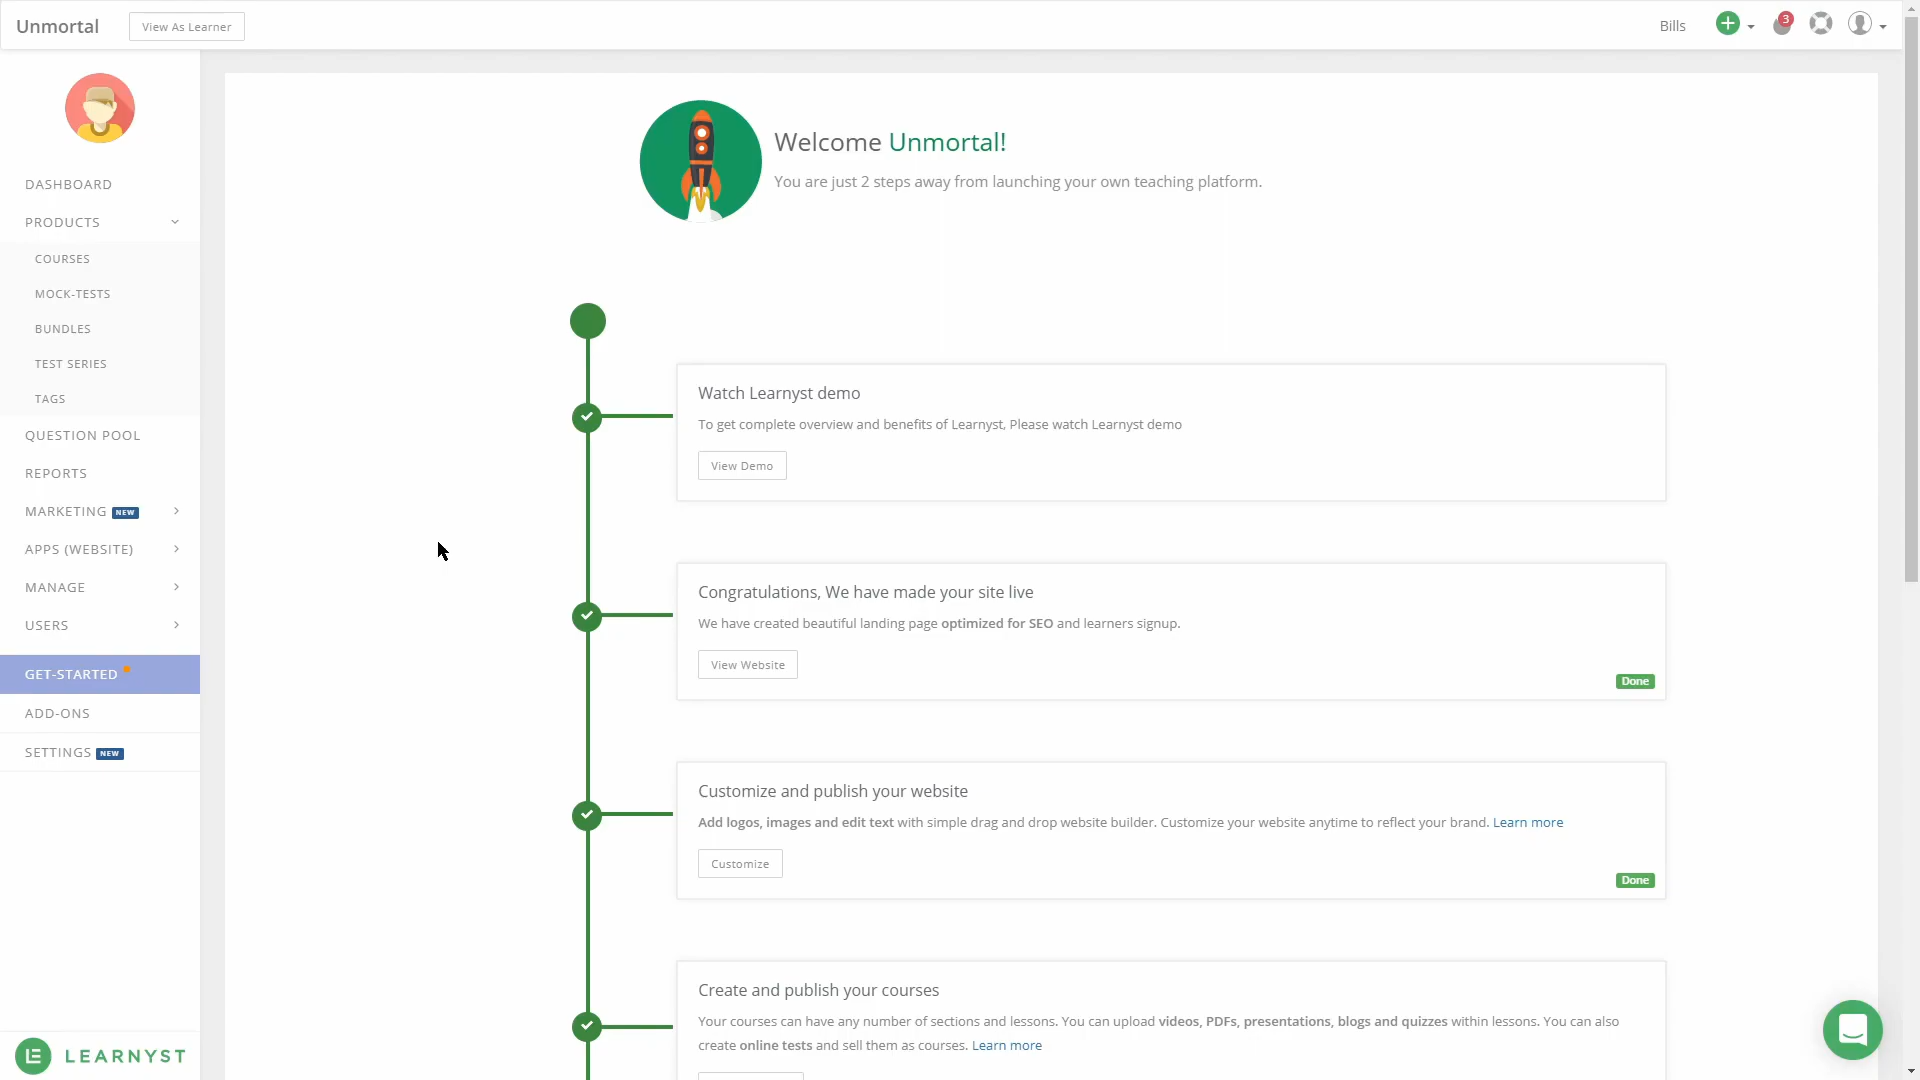 Unmortal
View As Learner
Bills
3
DASHBOARD
PRODUCTS
COURSES
MOCK-TESTS
BUNDLES
TEST SERIES
TAGS
QUESTION POOL
REPORTS
MARKETING NEW
APPS (WEBSITE)
MANAGE
USERS
GET-STARTED
ADD-ONS
SETTINGS NEW
LEARNYST
Welcome Unmortal!
You are just 2 steps away from launching your own teaching platform.
Watch Learnyst demo
To get complete overview and benefits of Learnyst, Please watch Learnyst demo
View Demo
Congratulations, We have made your site live
We have created beautiful landing page optimized for SEO and learners signup.
View Website
Done
Customize and publish your website
Add logos, images and edit text with simple drag and drop website builder. Customize your website anytime to reflect your brand. Learn more
Customize
Done
Create and publish your courses
Your courses can have any number of sections and lessons. You can upload videos, PDFs, presentations, blogs and quizzes within lessons. You can also
create online tests and sell them as courses. Learn more